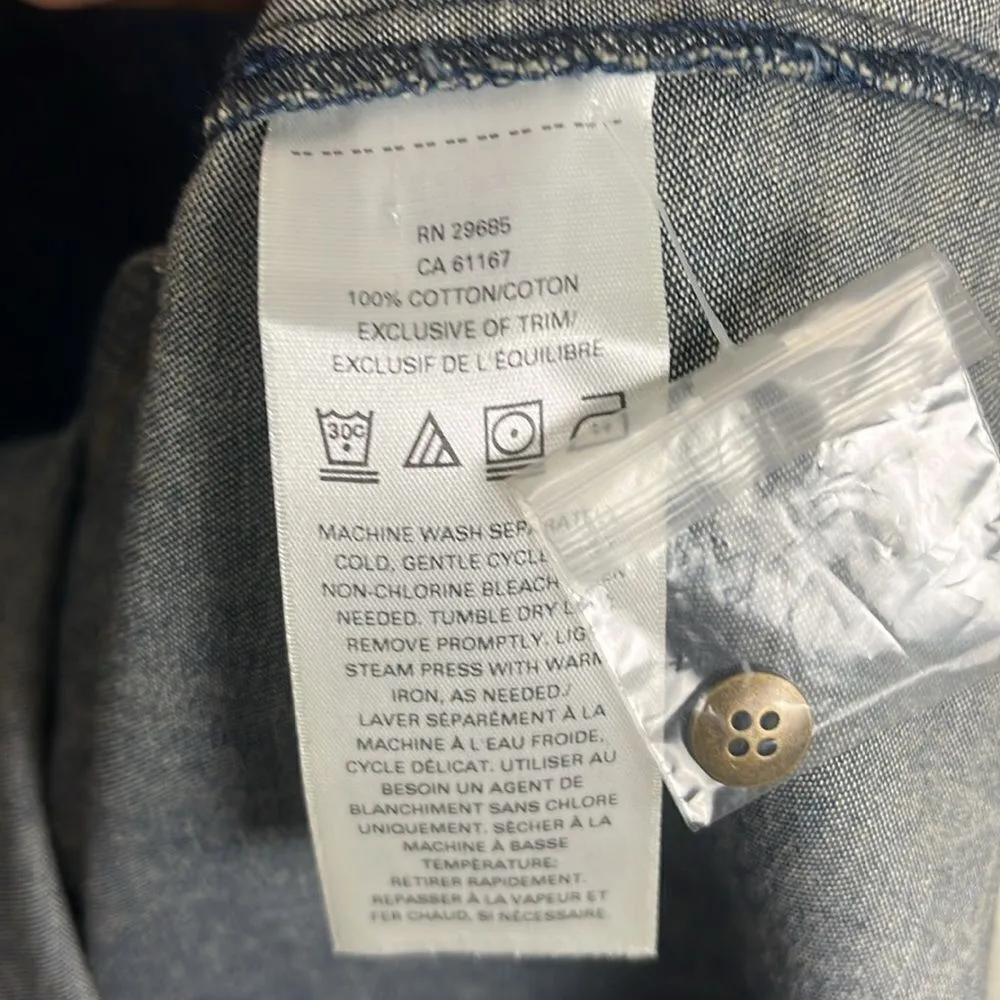 RN 29685
CA 61167
100% COTTON/COTON
EXCLUSIVE OF TRIM/
EXCLUSIF DE L'ÉQUILIBRE
30C
MACHINE WASH SEPARATELY
COLD, GENTLE CYCLE
NON-CHLORINE BLEACH
NEEDED. TUMBLE DRY
REMOVE PROMPTLY.
STEAM PRESS WITH WARM
IRON, AS NEEDED./
LAVER SÉPARÉMENT À LA
MACHINE À L'EAU FROIDE,
CYCLE DÉLICAT. UTILISER AU
BESOIN UN AGENT DE
BLANCHIMENT SANS CHLORE
UNIQUEMENT. SÉCHER À LA
MACHINE À BASSE
TEMPÉRATURE;
RETIRER RAPIDEMENT.
REPASSER À LA VAPEUR ET
FER CHAUD, SI NÉCESSAIRE.